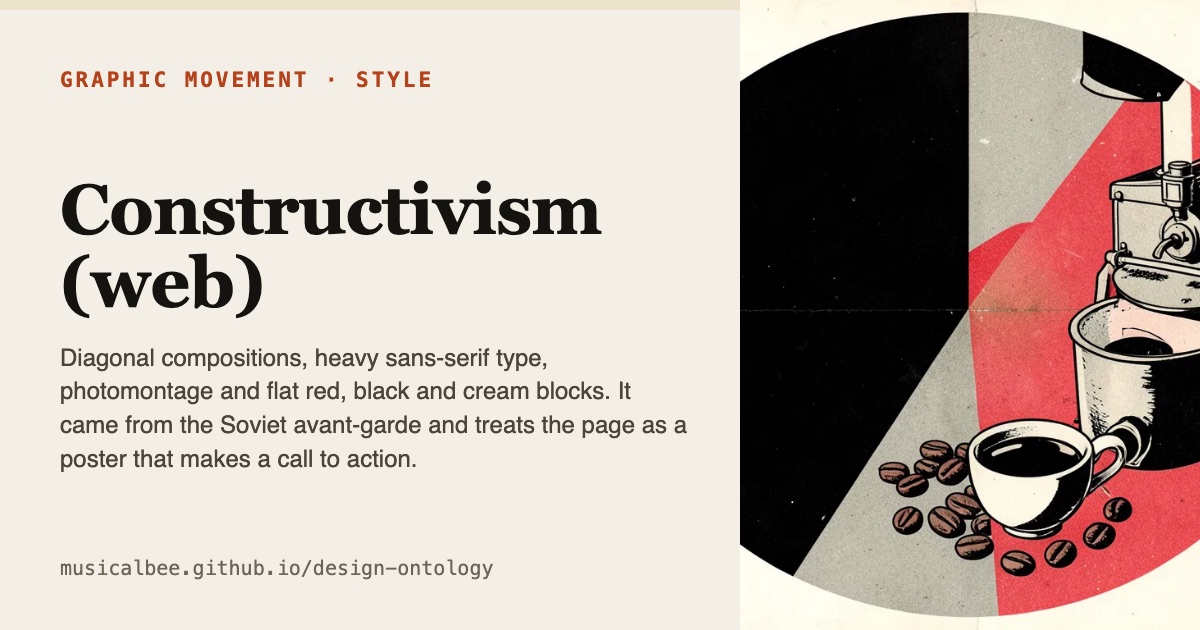 GRAPHIC MOVEMENT · STYLE
Constructivism
(web)
Diagonal compositions, heavy sans-serif type,
photomontage and flat red, black and cream blocks. It
came from the Soviet avant-garde and treats the page as a
poster that makes a call to action.
musicalbee.github.io/design-ontology